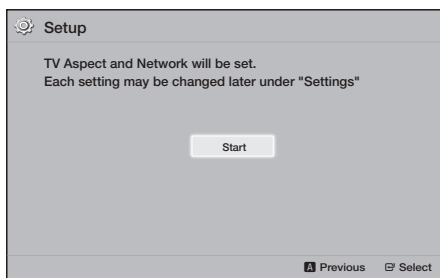 Setup
TV Aspect and Network will be set.
Each setting may be changed later under "Settings"
Start
A Previous Select